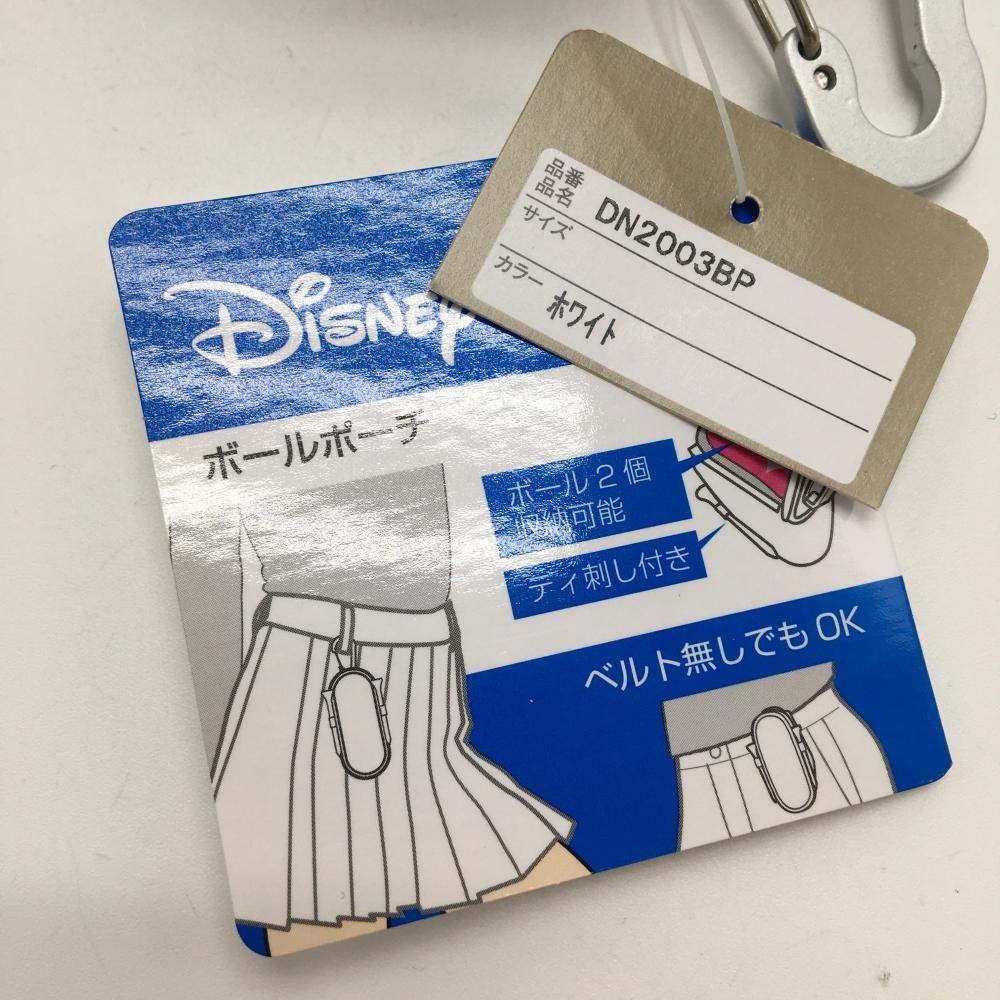 品番
品名 DN2003BP
サイズ
カラー ホワイト
Disney
ボールポーチ
ボール2個
収納可能
ティ刺し付き
ベルト無しでもOK